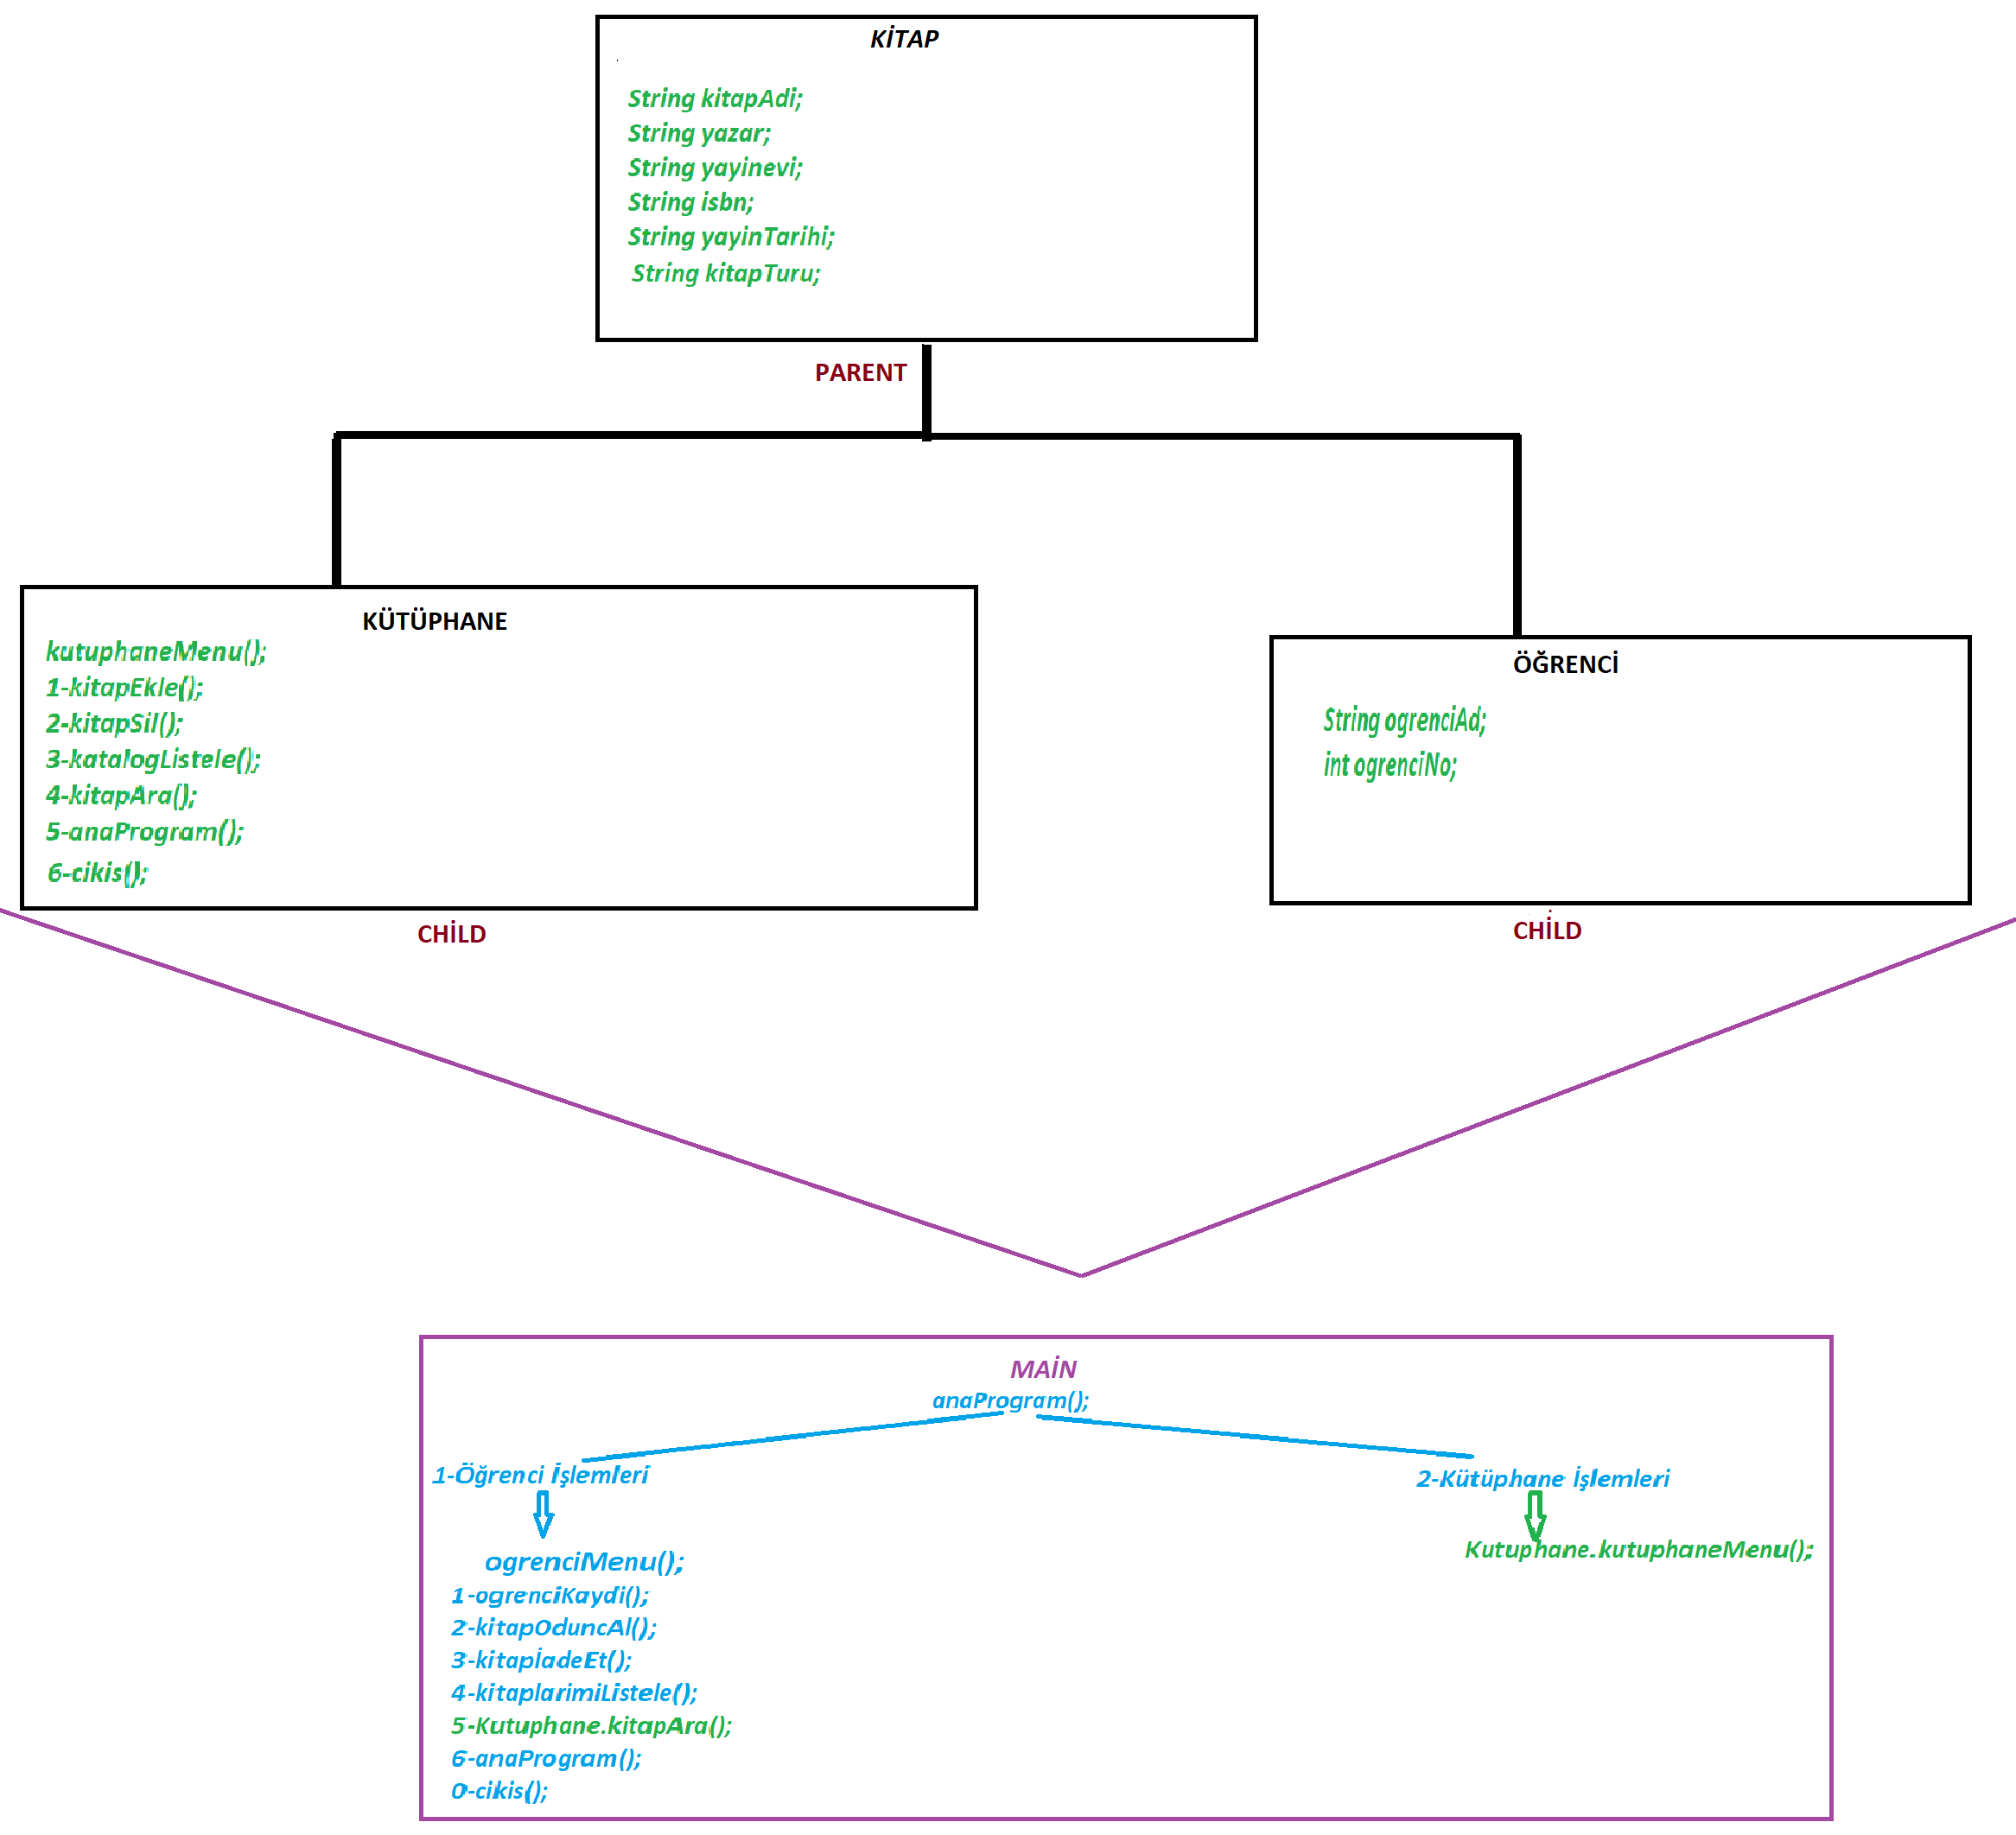 KİTAP
String kitapAdi;
String yazar;
String yayinevi;
String isbn;
String yayinTarihi;
String kitapTuru;
PARENT
KÜTÜPHANE
kutuphaneMenu();
1-kitapEkle();
2-kitapSil();
3-katalogListele();
4-kitapAra();
5-anaProgram();
6-cikis();
CHİLD
ÖĞRENCİ
String ogrenciAd;
int ogrenciNo;
CHİLD
MAİN
anaProgram();
1-Öğrenci İşlemleri
ogrenciMenu();
1-ogrenciKaydi();
2-kitapOduncAl();
3-kitapİadeEt();
4-kitaplarimiListele();
5-Kutuphane.kitapAra();
6-anaProgram();
0-cikis();
2-Kütüphane İşlemleri
Kutuphane.kutuphaneMenu();